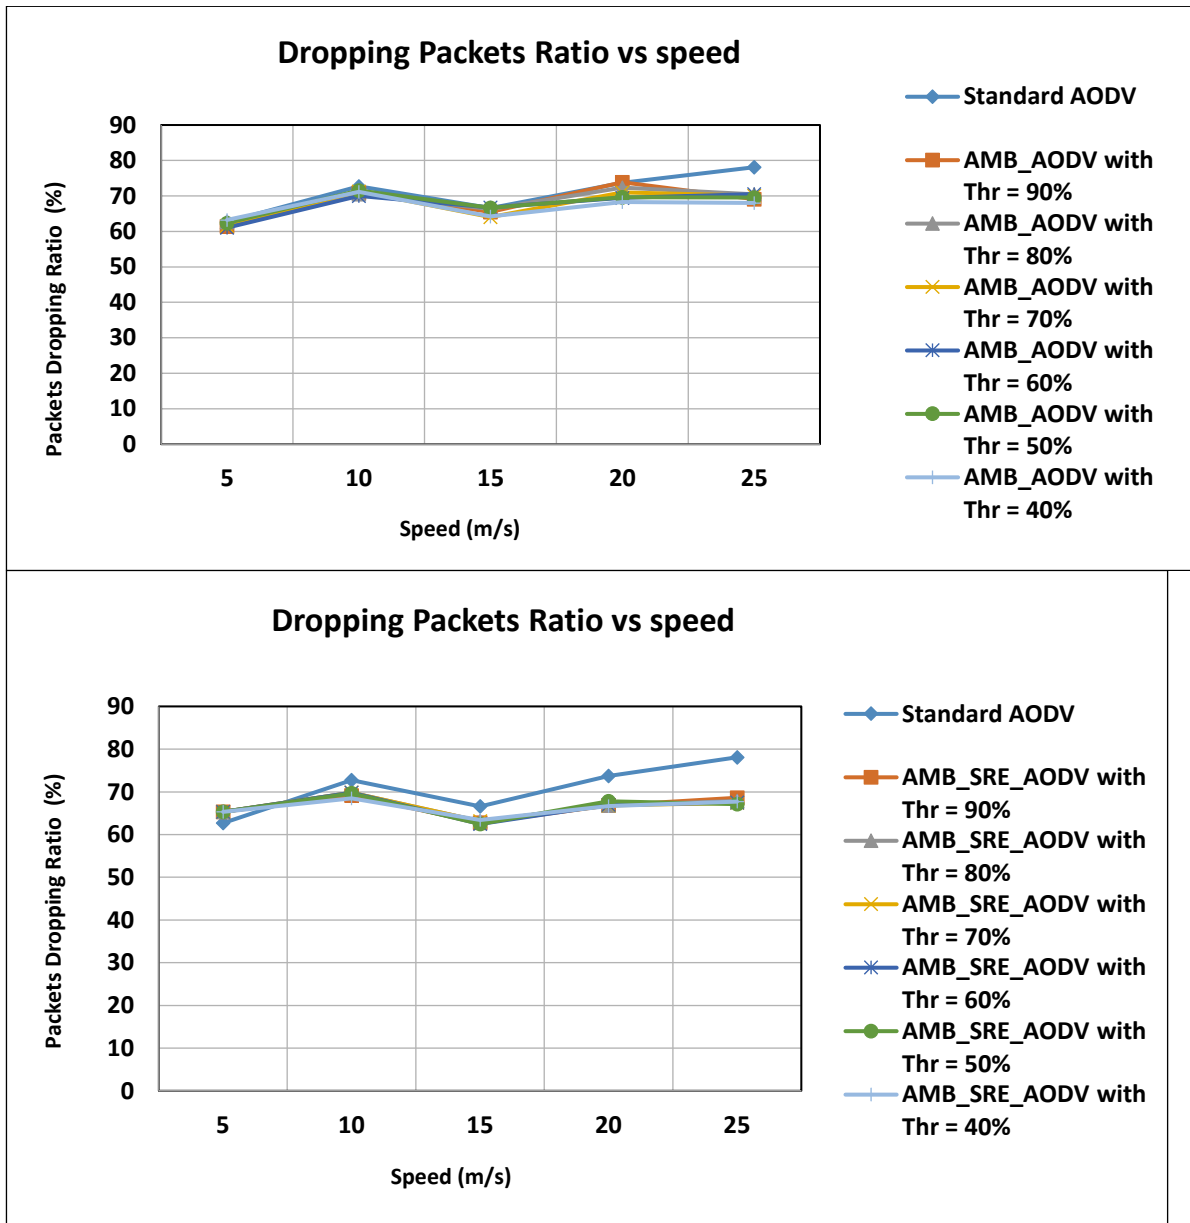 Dropping Packets Ratio vs speed
Packets Dropping Ratio (%)
90
80
70
60
50
40
30
20
10
0
5 10 15 20 25
Speed (m/s)
Standard AODV
AMB_AODV with
Thr = 90%
AMB_AODV with
Thr = 80%
AMB_AODV with
Thr = 70%
AMB_AODV with
Thr = 60%
AMB_AODV with
Thr = 50%
AMB_AODV with
Thr = 40%
Dropping Packets Ratio vs speed
Packets Dropping Ratio (%)
90
80
70
60
50
40
30
20
10
0
5 10 15 20 25
Speed (m/s)
Standard AODV
AMB_SRE_AODV with
Thr = 90%
AMB_SRE_AODV with
Thr = 80%
AMB_SRE_AODV with
Thr = 70%
AMB_SRE_AODV with
Thr = 60%
AMB_SRE_AODV with
Thr = 50%
AMB_SRE_AODV with
Thr = 40%